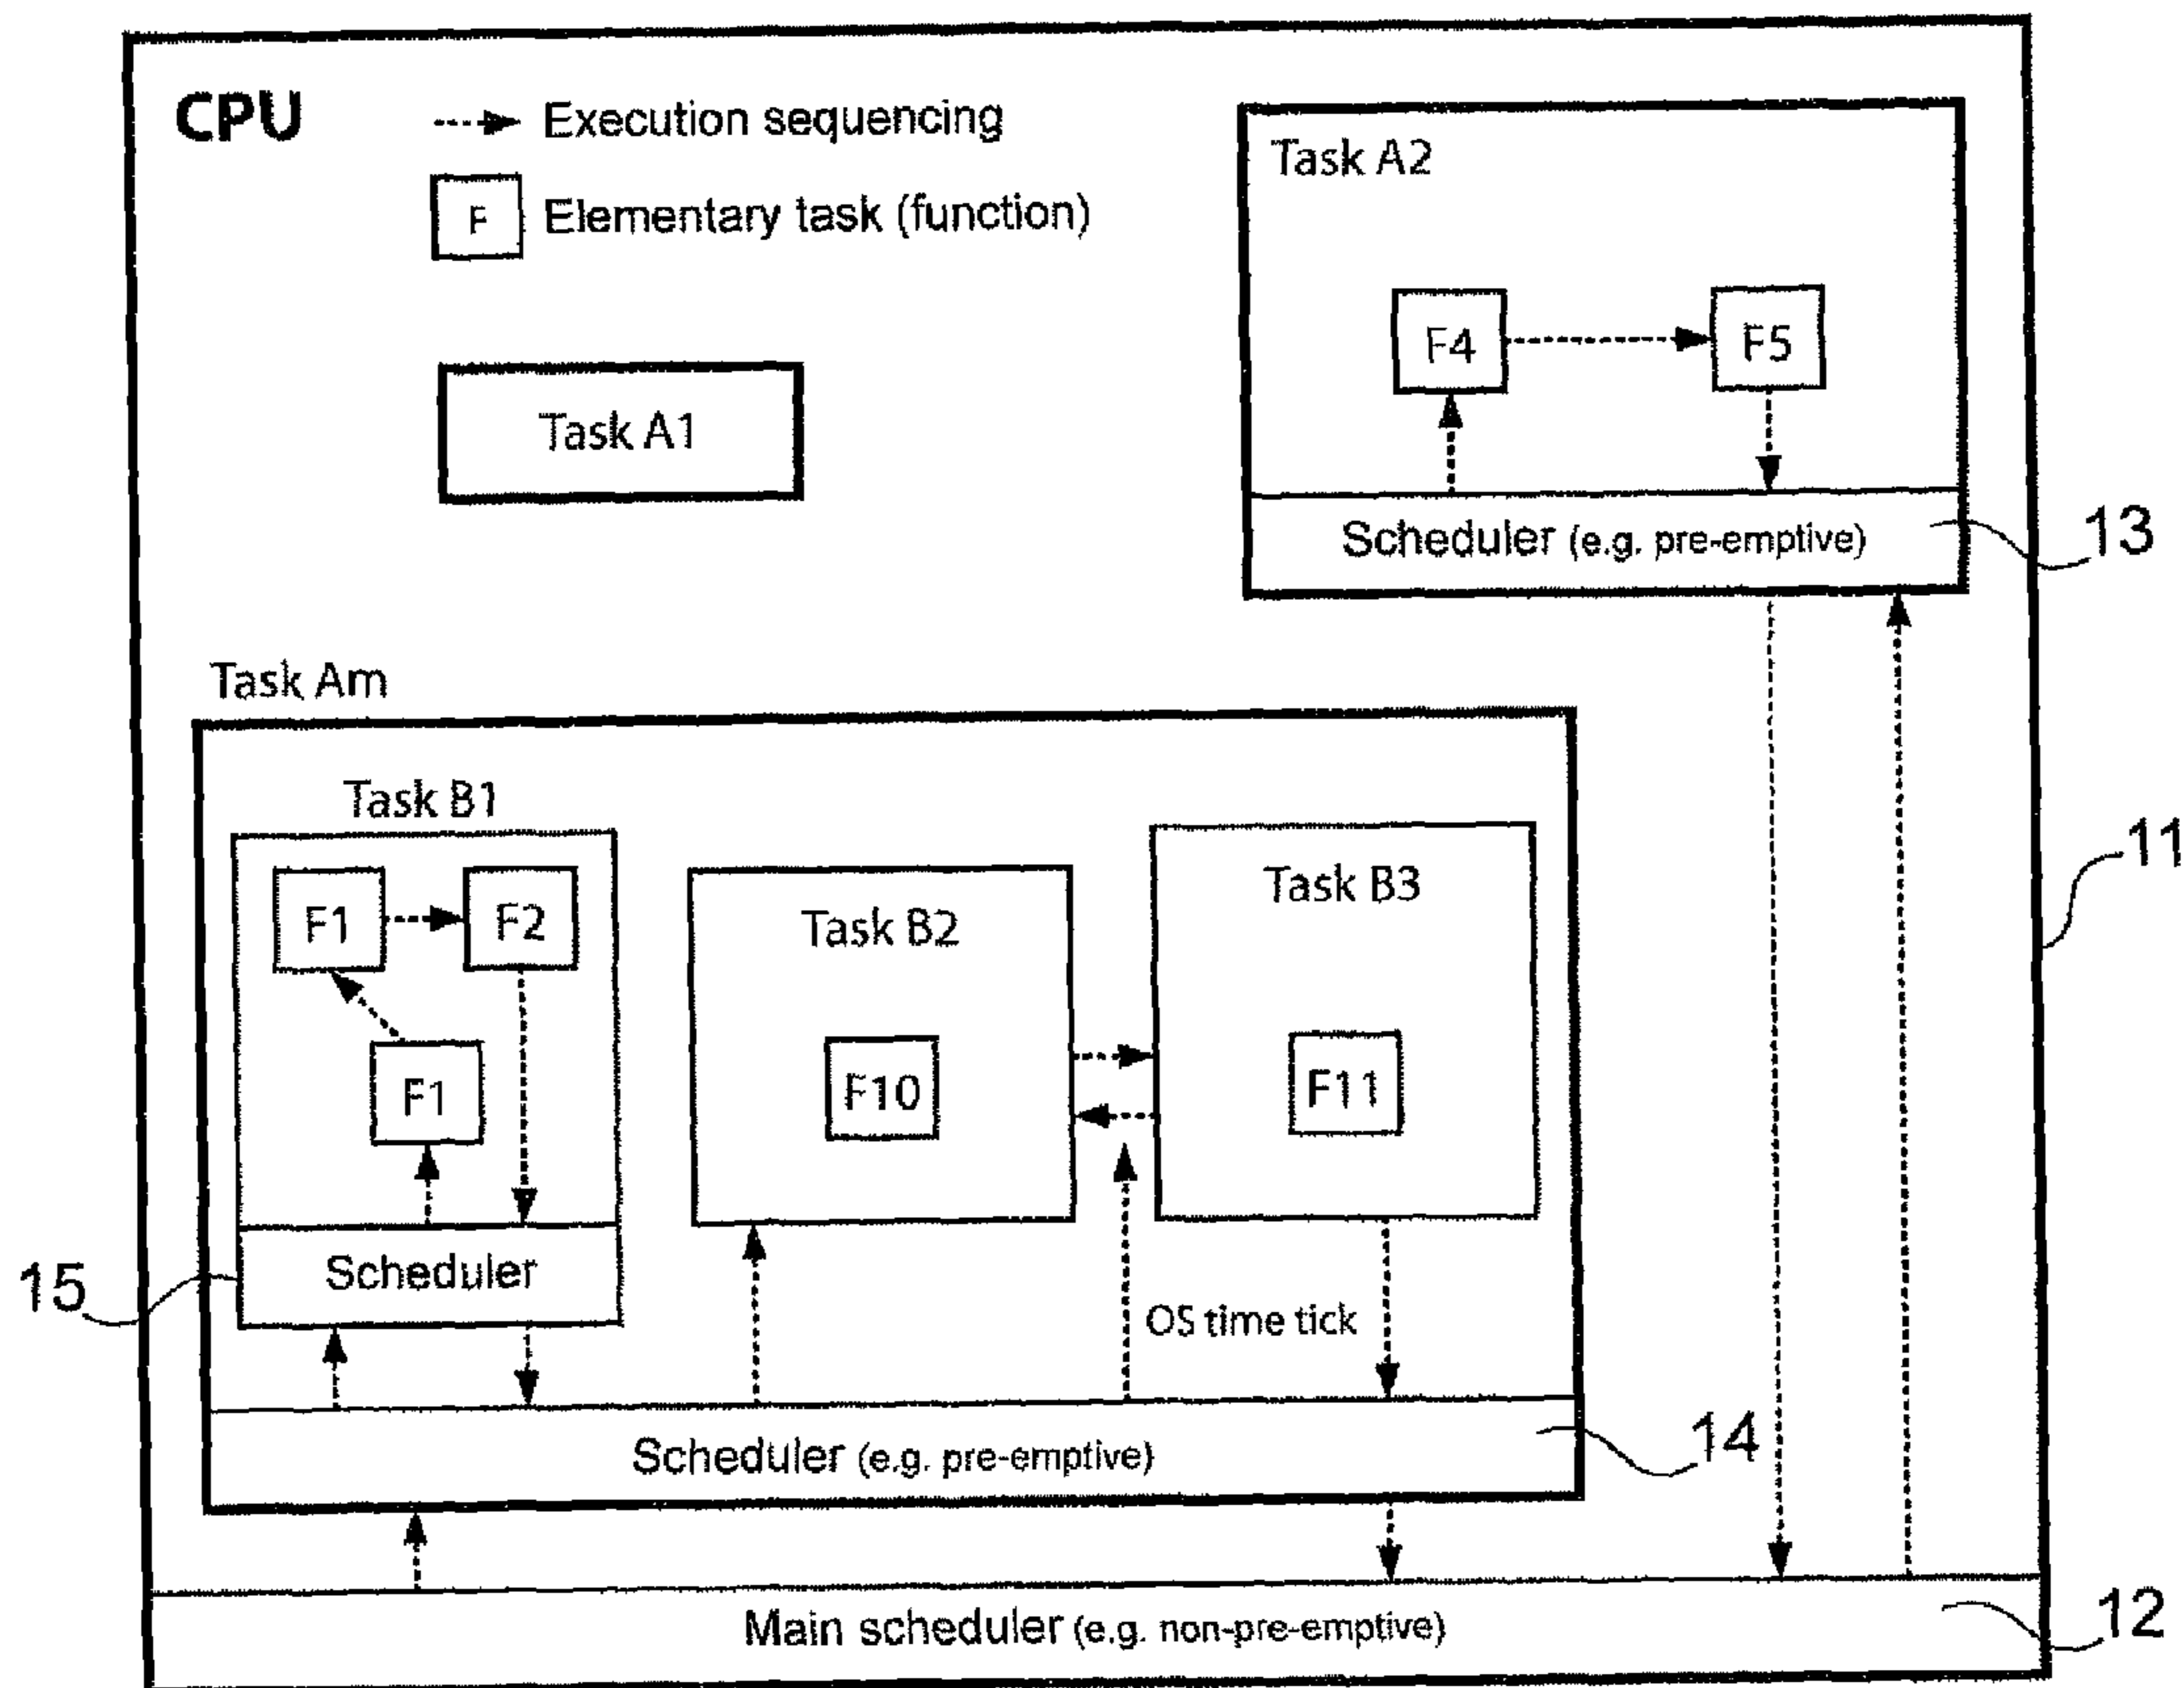 CPU
Execution sequencing
F Elementary task (function)
Task A2
F4
F5
Task A1
Scheduler (e.g. pre-emptive)
13
Task Am
Task B1
F1
F2
F1
Task B2
F10
Task B3
F11
11
Scheduler
15
OS time tick
Scheduler (e.g. pre-emptive)
14
Main scheduler (e.g. non-pre-emptive)
12